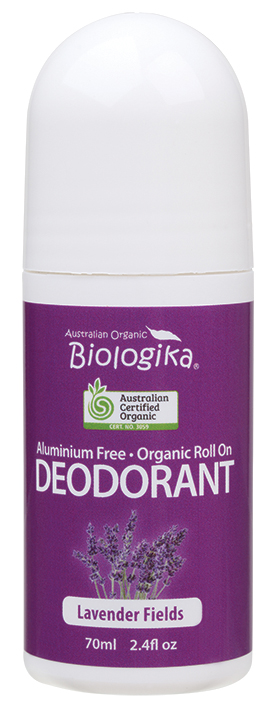 Australian Organic
Biologika®
Australian
Certified
Organic
CERT. NO. 3059
Aluminium Free • Organic Roll On
DEODORANT
Lavender Fields
70ml 2.4fl oz